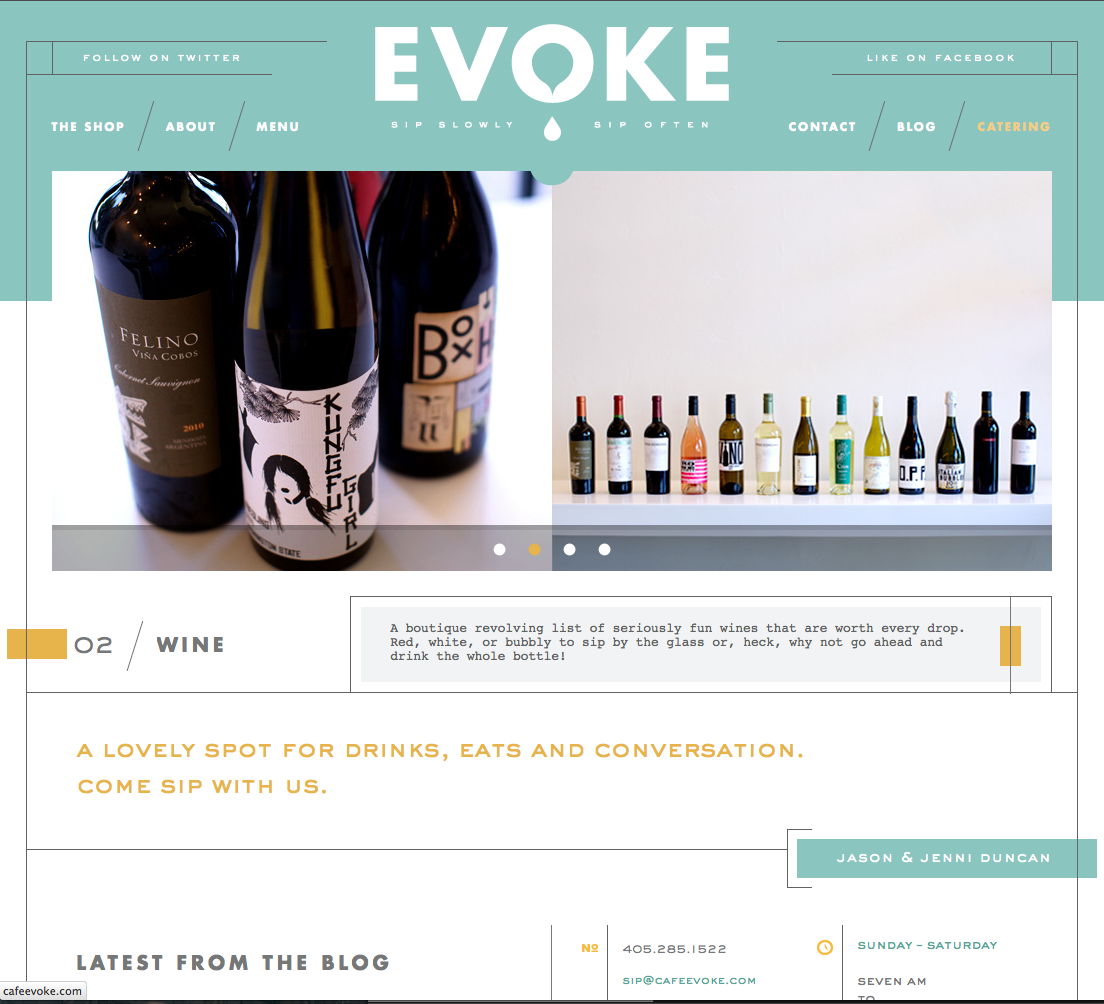 FOLLOW ON TWITTER
EVOKE
LIKE ON FACEBOOK
SIP SLOWLY SIP OFTEN
THE SHOP ABOUT MENU
CONTACT BLOG CATERING
FELINO
VIÑA COBOS
Cabernet Sauvignon
2010
MENDOZA
ARGENTINA
KUNGFU
GIRL
VINO
O.P.P
02 / WINE
A boutique revolving list of seriously fun wines that are worth every drop.
Red, white, or bubbly to sip by the glass or, heck, why not go ahead and
drink the whole bottle!
A LOVELY SPOT FOR DRINKS, EATS AND CONVERSATION.
COME SIP WITH US.
JASON & JENNI DUNCAN
LATEST FROM THE BLOG
Nº 405.285.1522
SIP@CAFEEVOKE.COM
SUNDAY – SATURDAY
SEVEN AM
TO
cafeevoke.com